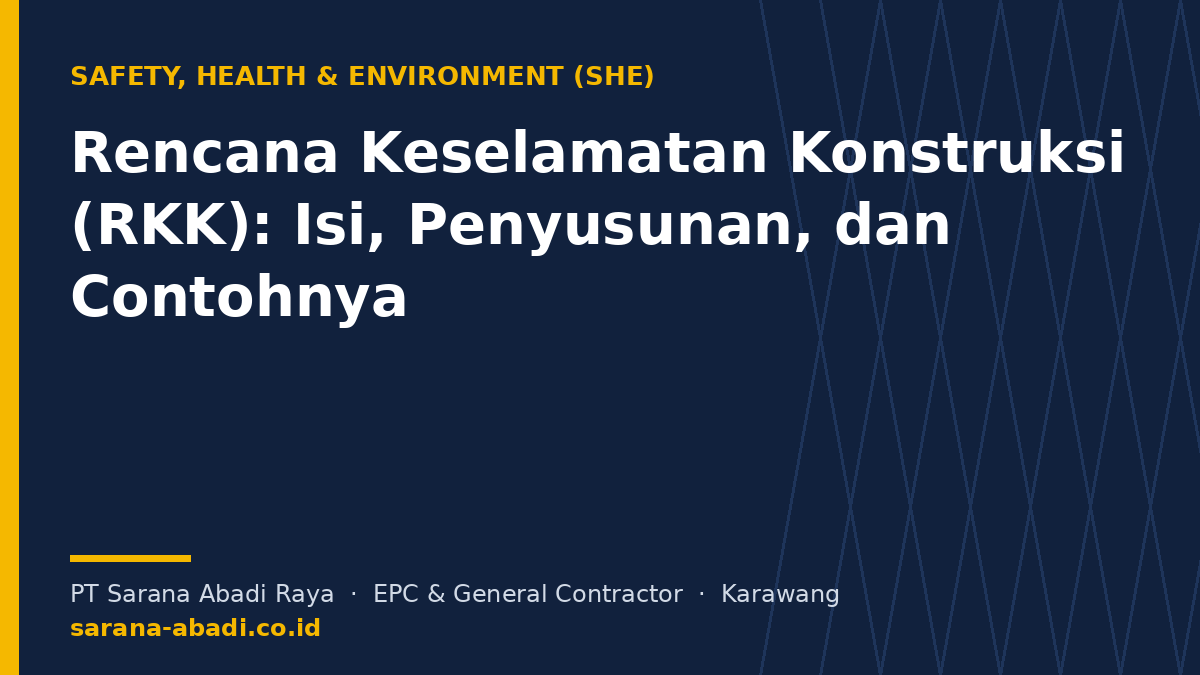 SAFETY, HEALTH & ENVIRONMENT (SHE)
Rencana Keselamatan Konstruksi
(RKK): Isi, Penyusunan, dan
Contohnya
PT Sarana Abadi Raya · EPC & General Contractor · Karawang
sarana-abadi.co.id